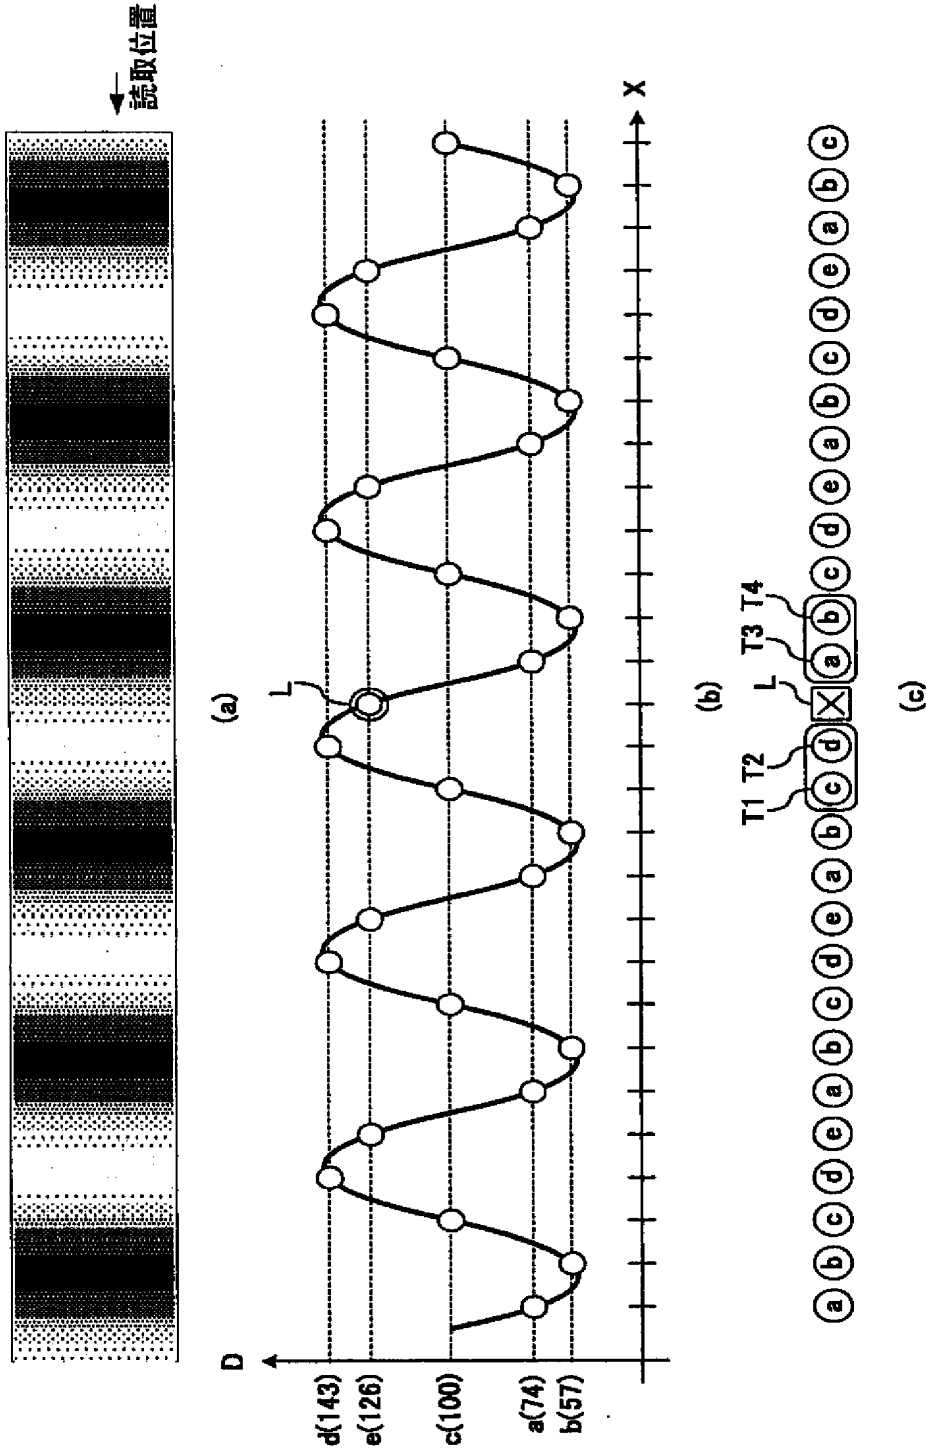 ← 読取位置
(a)
D
L
d(143)
e(126)
c(100)
a(74)
b(57)
X
(b)
T1 T2 L T3 T4
a b c d e a b c d e a b c d a b c d e a b c d e a b c
(c)